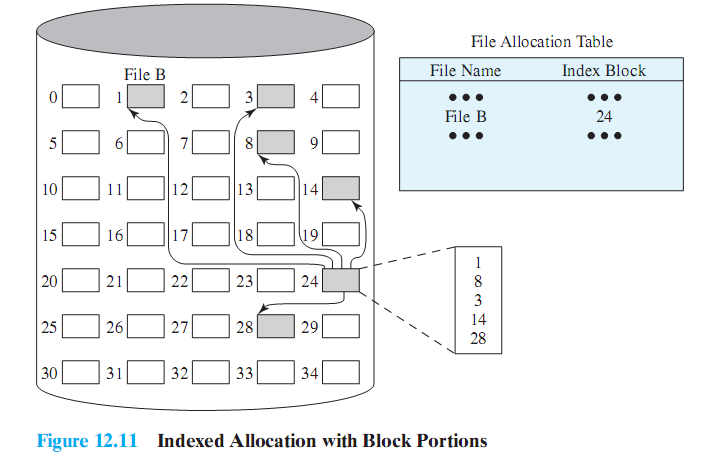 File Allocation Table
File Name Index Block
••• •••
File B 24
••• •••
File B
0 1 2 3 4
5 6 7 8 9
10 11 12 13 14
15 16 17 18 19
20 21 22 23 24
25 26 27 28 29
30 31 32 33 34
1
8
3
14
28
Figure 12.11 Indexed Allocation with Block Portions